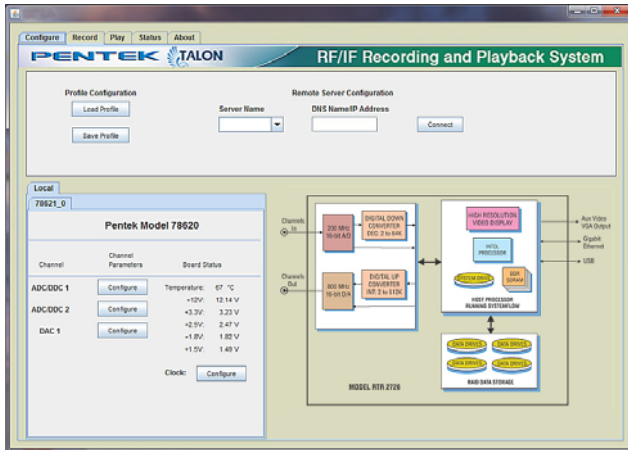 Configure Record Play Status About
PENTEK TALON RF/IF Recording and Playback System
Profile Configuration
Load Profile
Save Profile
Remote Server Configuration
Server Name DNS Name/IP Address
Connect
Local
78621_0
Pentek Model 78620
Channel Channel Parameters Board Status
ADC/DDC 1 Configure Temperature: 67 °C
+12V: 12.14 V
ADC/DDC 2 Configure +3.3V: 3.23 V
+2.5V: 2.47 V
DAC 1 Configure +1.8V: 1.82 V
+1.5V: 1.49 V
Clock: Configure
Channels In
200 MHz 16-bit A/D
DIGITAL DOWN CONVERTER DEC: 2 to 64K
Channels Out
800 MHz 16-bit D/A
DIGITAL UP CONVERTER INT: 2 to 512K
HIGH RESOLUTION VIDEO DISPLAY
INTEL PROCESSOR
SYSTEM DRIVE
DDR SDRAM
HOST PROCESSOR RUNNING SYSTEMFLOW
Aux Video VGA Output
Gigabit Ethernet
USB
DATA DRIVES DATA DRIVES
DATA DRIVES DATA DRIVES
RAID DATA STORAGE
MODEL RTR 2726